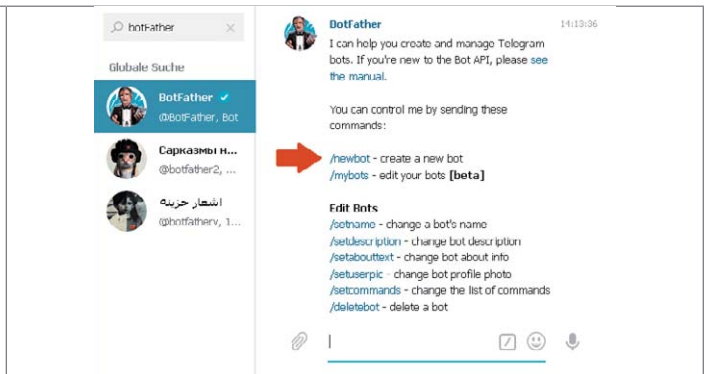 botFather
Globale Suche
BotFather
@BotFather, Bot
Сарказмы н...
@botfather2, ...
اشعار حزينه
@botfatherv, 1...
BotFather
14:13:36
I can help you create and manage Telegram
bots. If you're new to the Bot API, please see
the manual.
You can control me by sending these
commands:
/newbot - create a new bot
/mybots - edit your bots [beta]
Edit Bots
/setname - change a bot's name
/setdescription - change bot description
/setabouttext - change bot about info
/setuserpic - change bot profile photo
/setcommands - change the list of commands
/deletebot - delete a bot